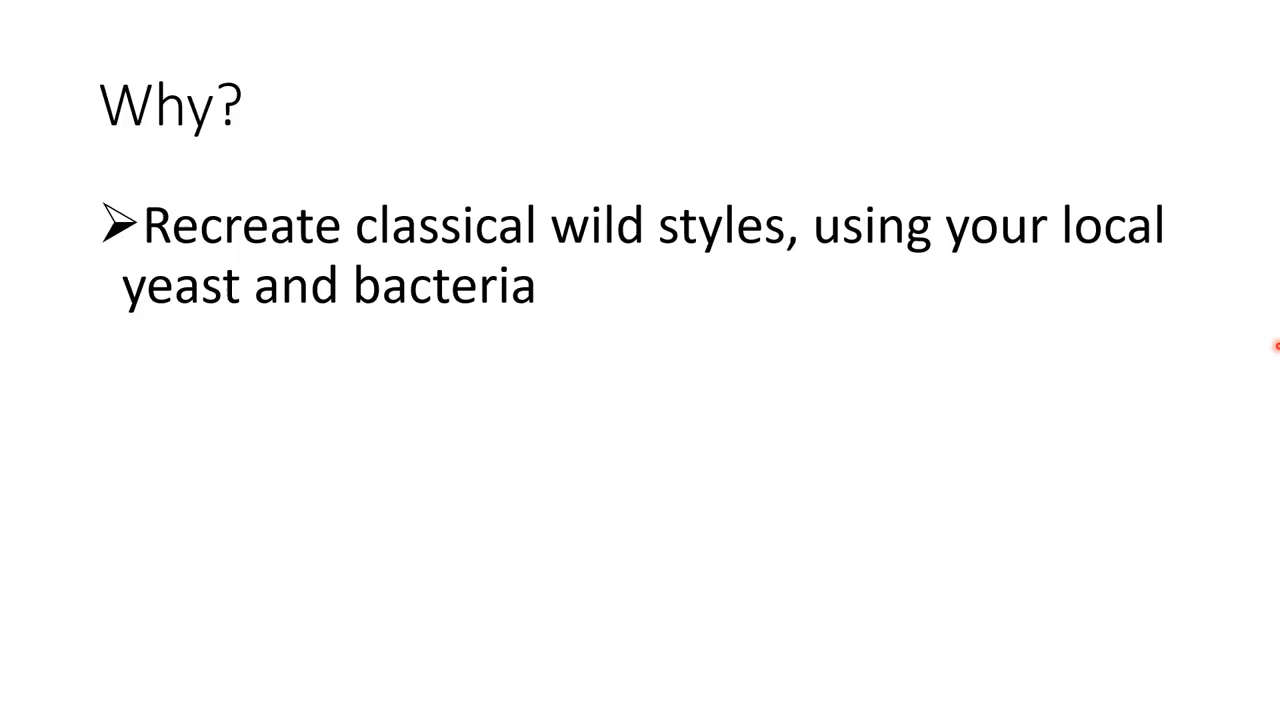 Why?
➢Recreate classical wild styles, using your local
yeast and bacteria